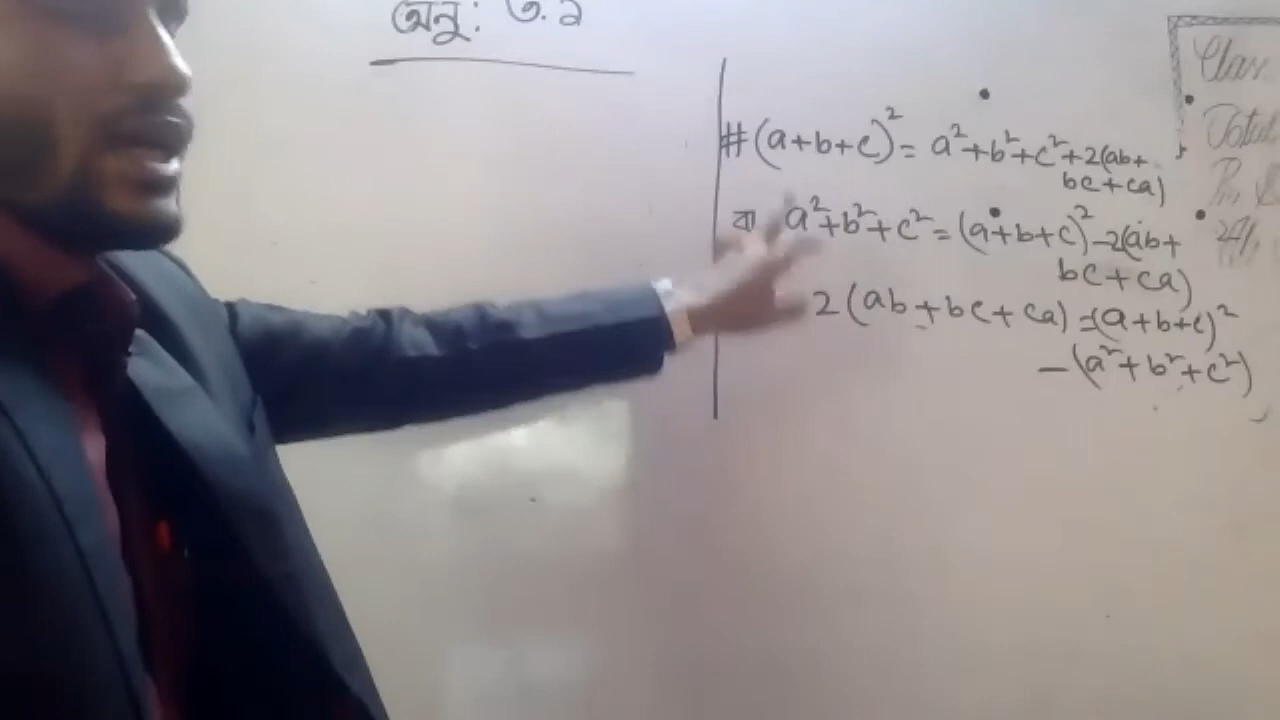 অনু: ৩.১
#(a+b+c)² = a²+b²+c²+2(ab+
bc+ca)
বা a²+b²+c² = (a+b+c)²-2(ab+
bc+ca)
2(ab+bc+ca) = (a+b+c)²
-(a²+b²+c²)